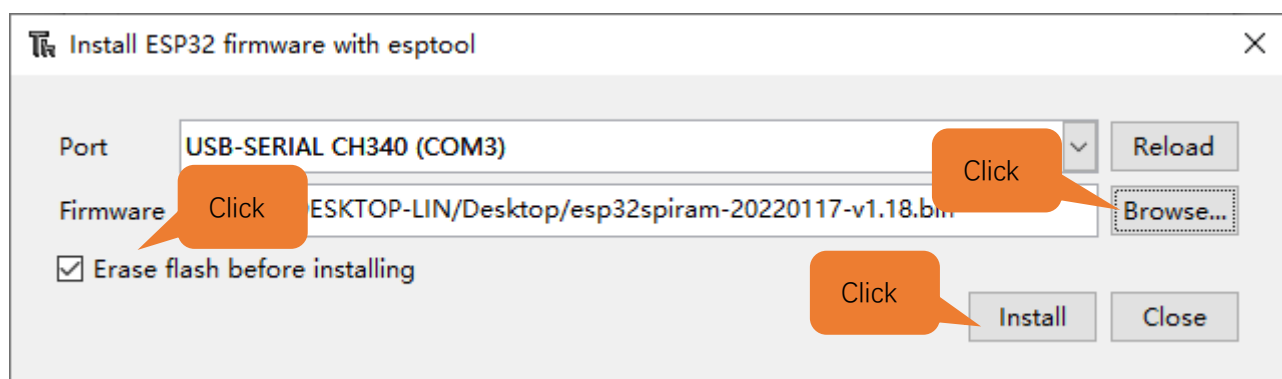 Install ESP32 firmware with esptool
Port USB-SERIAL CH340 (COM3) Reload
Click
Firmware Click ESKTOP-LIN/Desktop/esp32spiram-20220117-v1.18.bin Browse...
Erase flash before installing
Click
Install Close